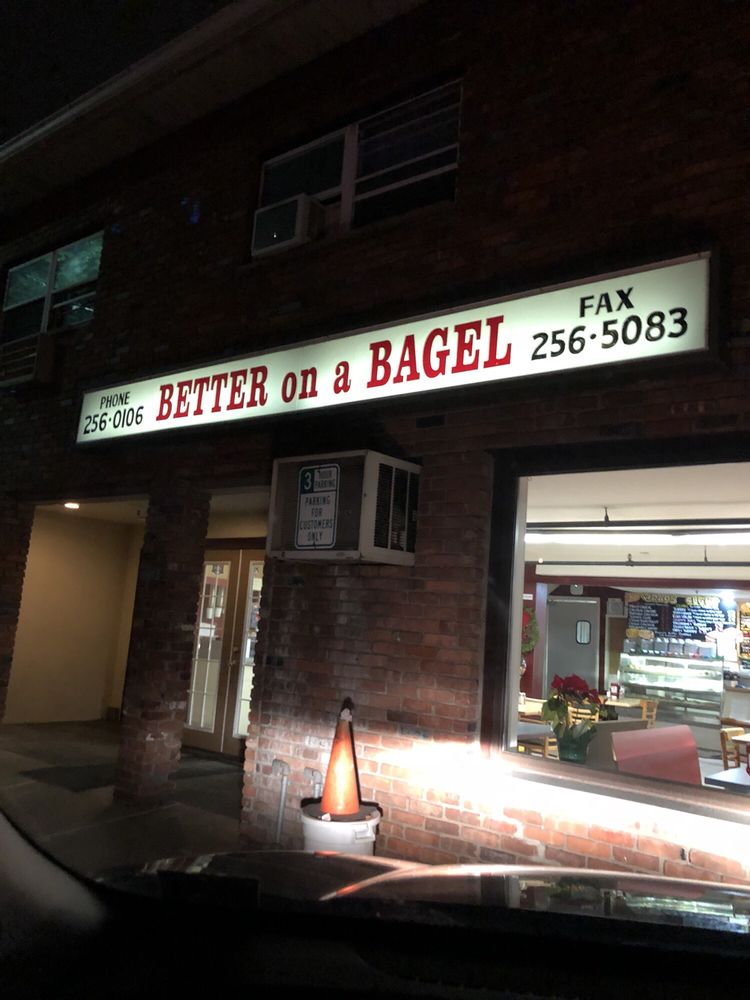 PHONE
256·0106
BETTER on a BAGEL
FAX
256·5083
3 HOUR
PARKING
PARKING
FOR
CUSTOMERS
ONLY